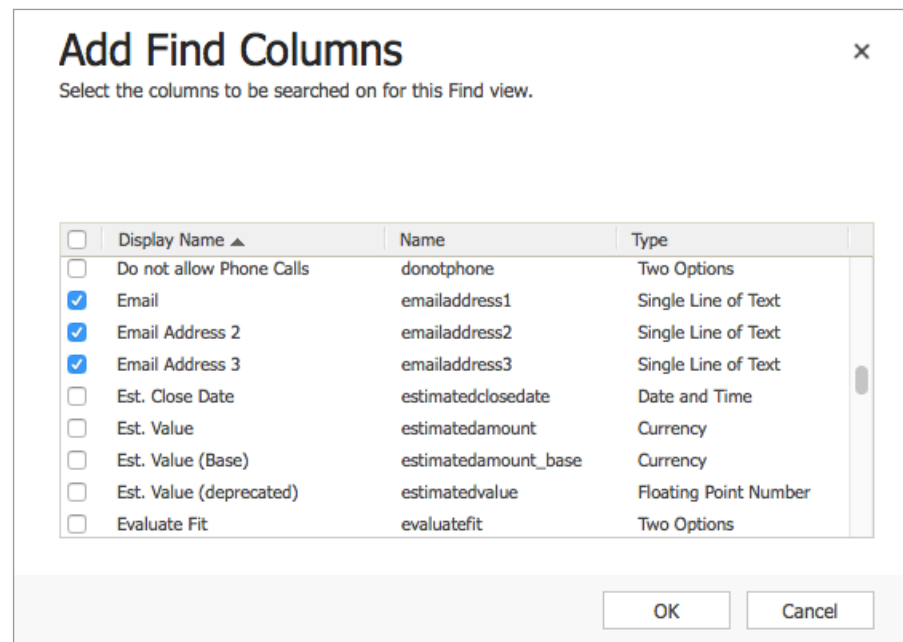 Add Find Columns
Select the columns to be searched on for this Find view.
Display Name Name Type
Do not allow Phone Calls donotphone Two Options
Email emailaddress1 Single Line of Text
Email Address 2 emailaddress2 Single Line of Text
Email Address 3 emailaddress3 Single Line of Text
Est. Close Date estimatedclosedate Date and Time
Est. Value estimatedamount Currency
Est. Value (Base) estimatedamount_base Currency
Est. Value (deprecated) estimatedvalue Floating Point Number
Evaluate Fit evaluatefit Two Options
OK Cancel